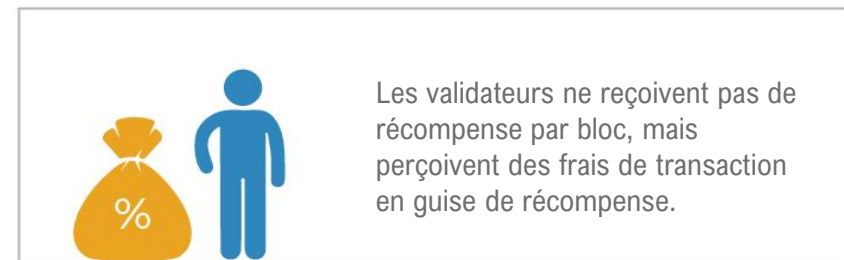 Les validateurs ne reçoivent pas de
récompense par bloc, mais
perçoivent des frais de transaction
en guise de récompense.
%